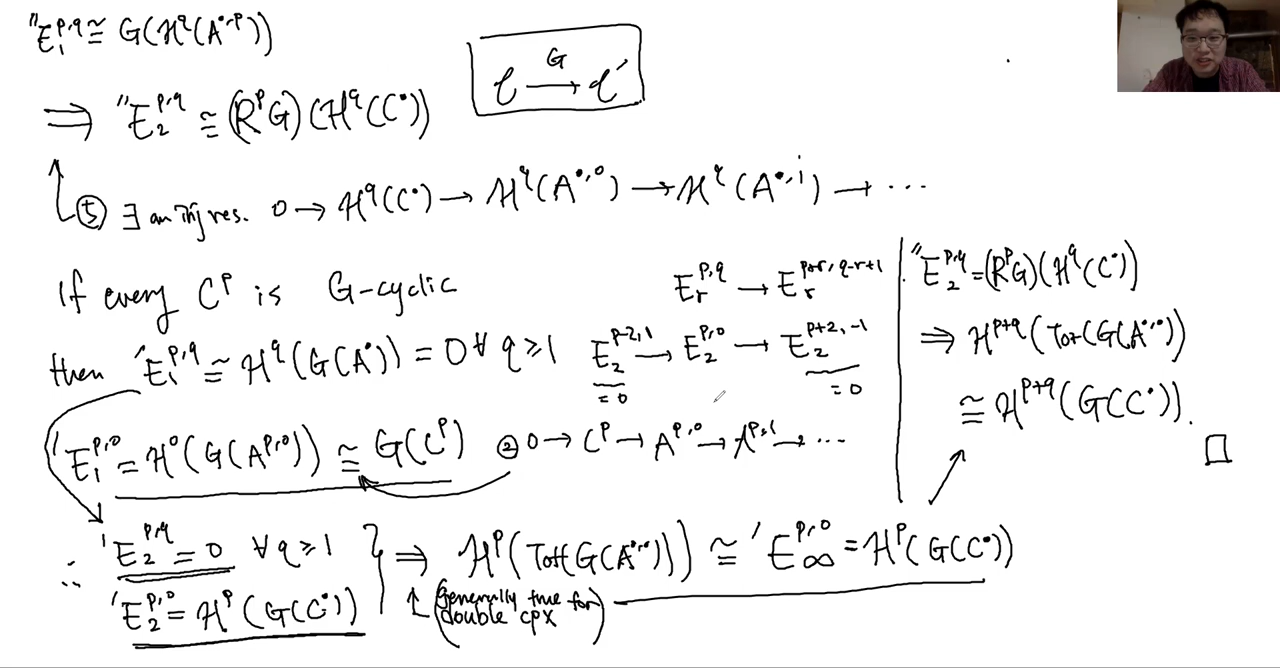 ''E₁^{p,q} ≅ G(H^q(A^{•,p}))
C —G→ C'
⟹ ''E₂^{p,q} ≅ (R^pG)(H^q(C^•))
⑤ ∃ an inj res. 0 → H^q(C^•) → H^q(A^{•,0}) → H^q(A^{•,1}) → ⋯
If every C^p is G-cyclic
then 'E₁^{p,q} ≅ H^q(G(A^•)) = 0 ∀ q ≥ 1
'E₁^{p,0} = H^0(G(A^{p,0})) ≅ G(C^p)
② 0 → C^p → A^{p,0} → A^{p,1} → ⋯
E_r^{p,q} → E_r^{p+r, q-r+1}
E₂^{p-2,1} → E₂^{p,0} → E₂^{p+2,-1}
= 0
= 0
∴ 'E₂^{p,q} = 0 ∀ q ≥ 1
'E₂^{p,0} = H^p(G(C^•))
⟹ H^p(Tot(G(A^{•,•}))) ≅ 'E_∞^{p,0} = H^p(G(C^•))
(generally true for
double cpx)
''E₂^{p,q} = (R^pG)(H^q(C^•))
⟹ H^{p+q}(Tot(G(A^{•,•}))
≅ H^{p+q}(G(C^•)).
□